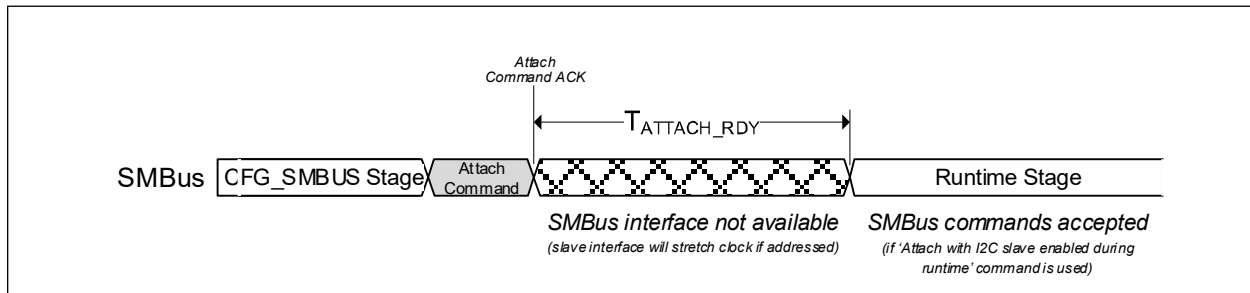 Attach
Command ACK
TATTACH_RDY
SMBus
CFG_SMBUS Stage
Attach
Command
Runtime Stage
SMBus interface not available
(slave interface will stretch clock if addressed)
SMBus commands accepted
(if 'Attach with I2C slave enabled during
runtime' command is used)